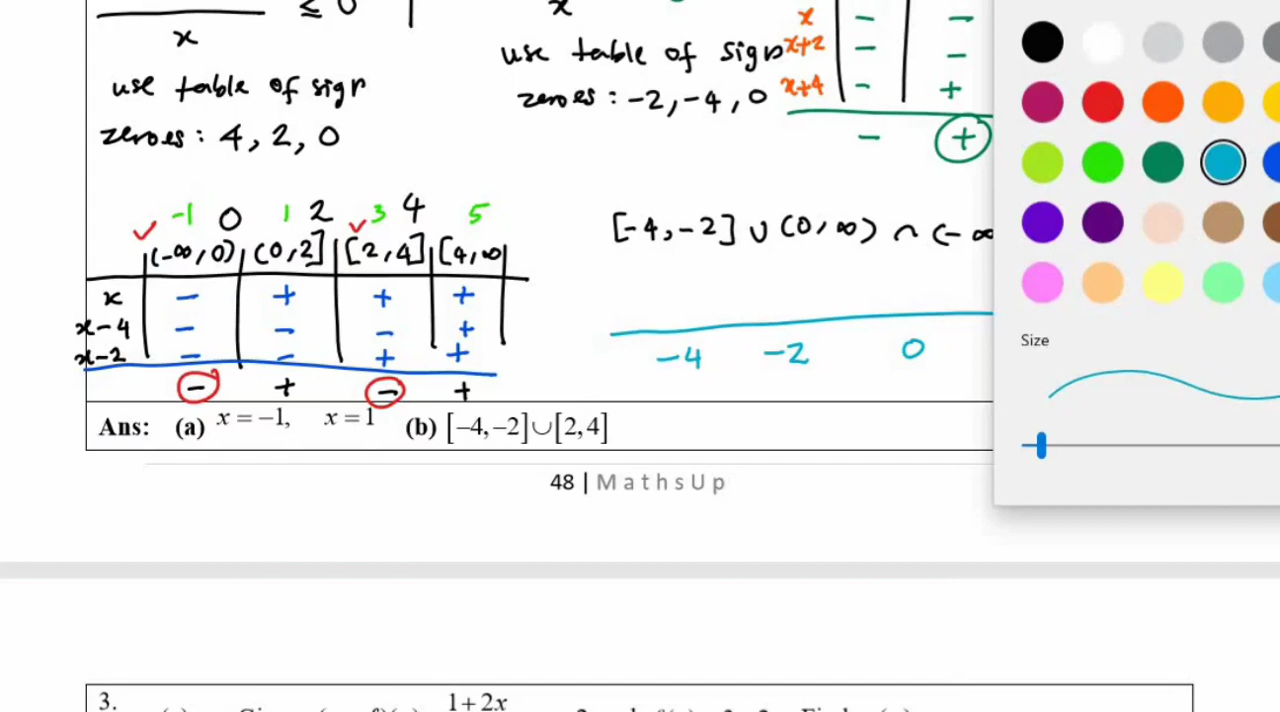 ≤ 0
x
use table of sign
zeroes: 4, 2, 0
x
use table of sign
zeroes: -2, -4, 0
x - -
x+2 - -
x+4 - +
- +
-1 0 1 2 3 4 5
(-∞, 0) (0, 2] [2, 4] [4, ∞
x - + + +
x-4 - - - +
x-2 - - + +
- + - +
[-4, -2] ∪ (0, ∞) ∩ (-∞
-4 -2 0
Ans: (a) x = -1, x = 1 (b) [-4, -2] ∪ [2, 4]
48 | MathsUp
Size
3.
1+2x